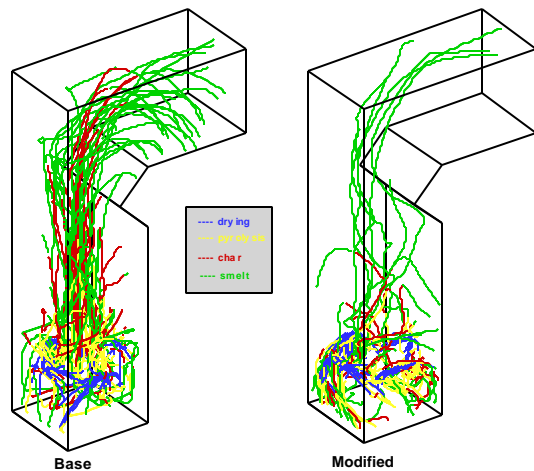 ---- drying
---- pyrolysis
---- char
---- smelt
Base
Modified